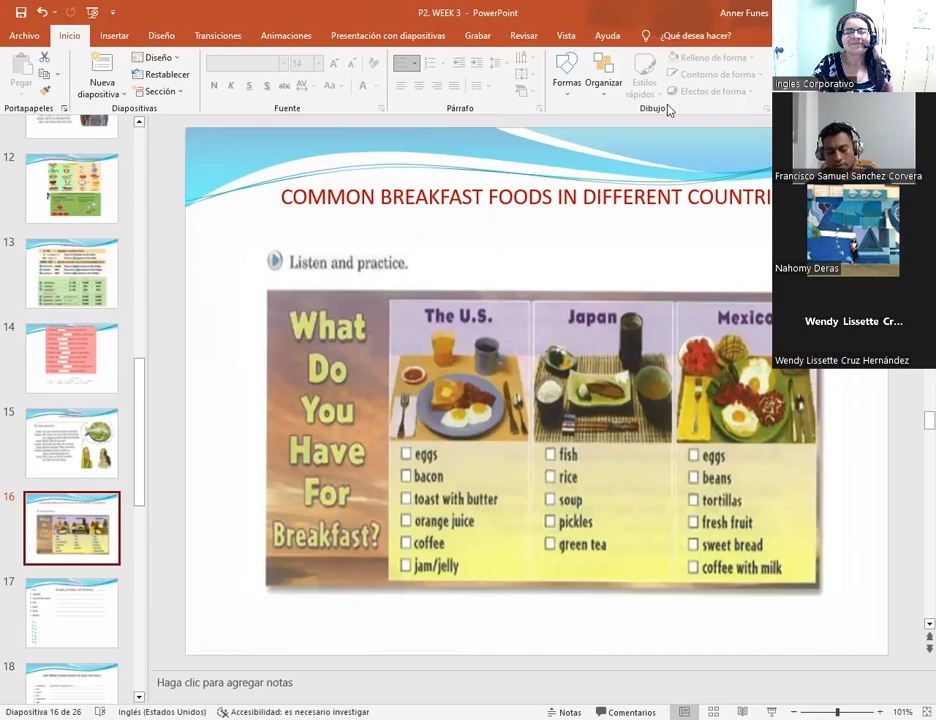 P2. WEEK 3 - PowerPoint
Anner Funes
Archivo
Inicio
Insertar
Diseño
Transiciones
Animaciones
Presentación con diapositivas
Grabar
Revisar
Vista
Ayuda
¿Qué desea hacer?
Pegar
Nueva
diapositiva
Diseño
Restablecer
Sección
14
N K S
Aa
A
Formas
Organizar
Estilos
rápidos
Relleno de forma
Contorno de forma
Efectos de forma
Portapapeles
Diapositivas
Fuente
Párrafo
Dibujo
Ingles Corporativo
Francisco Samuel Sanchez Corvera
Nahomy Deras
Wendy Lissette Cr...
Wendy Lissette Cruz Hernández
12
13
14
15
16
17
18
COMMON BREAKFAST FOODS IN DIFFERENT COUNTRI
Listen and practice.
What
Do
You
Have
For
Breakfast?
The U.S.
eggs
bacon
toast with butter
orange juice
coffee
jam/jelly
Japan
fish
rice
soup
pickles
green tea
Mexico
eggs
beans
tortillas
fresh fruit
sweet bread
coffee with milk
Haga clic para agregar notas
Diapositiva 16 de 26
Inglés (Estados Unidos)
Accesibilidad: es necesario investigar
Notas
Comentarios
101%